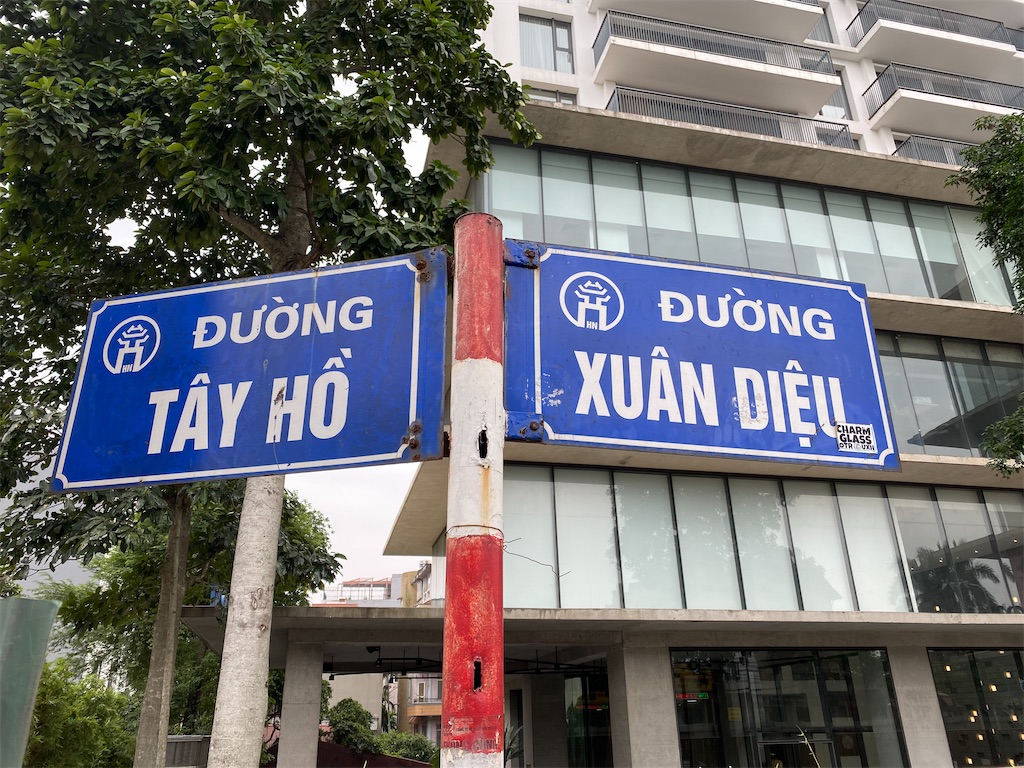 ĐƯỜNG
TÂY HỒ
HN
ĐƯỜNG
XUÂN DIỆU
HN
CHARM
GLASS